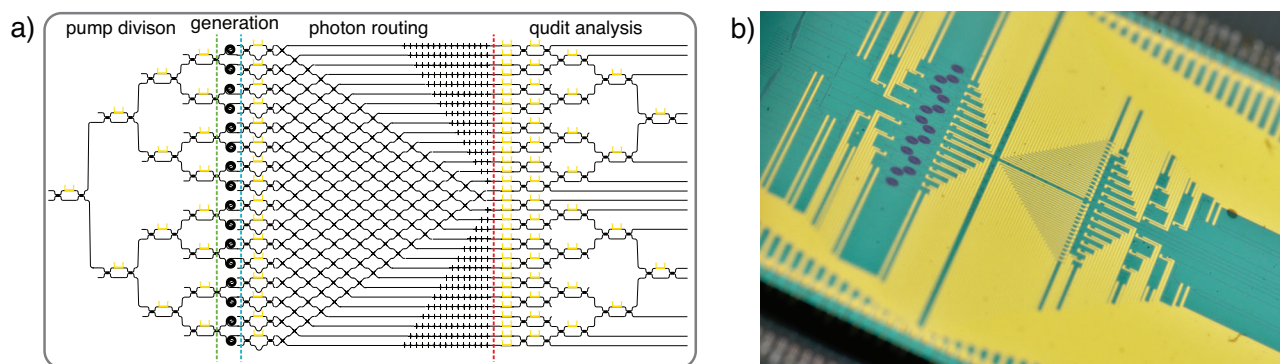 a)
pump divison
generation
photon routing
qudit analysis
b)